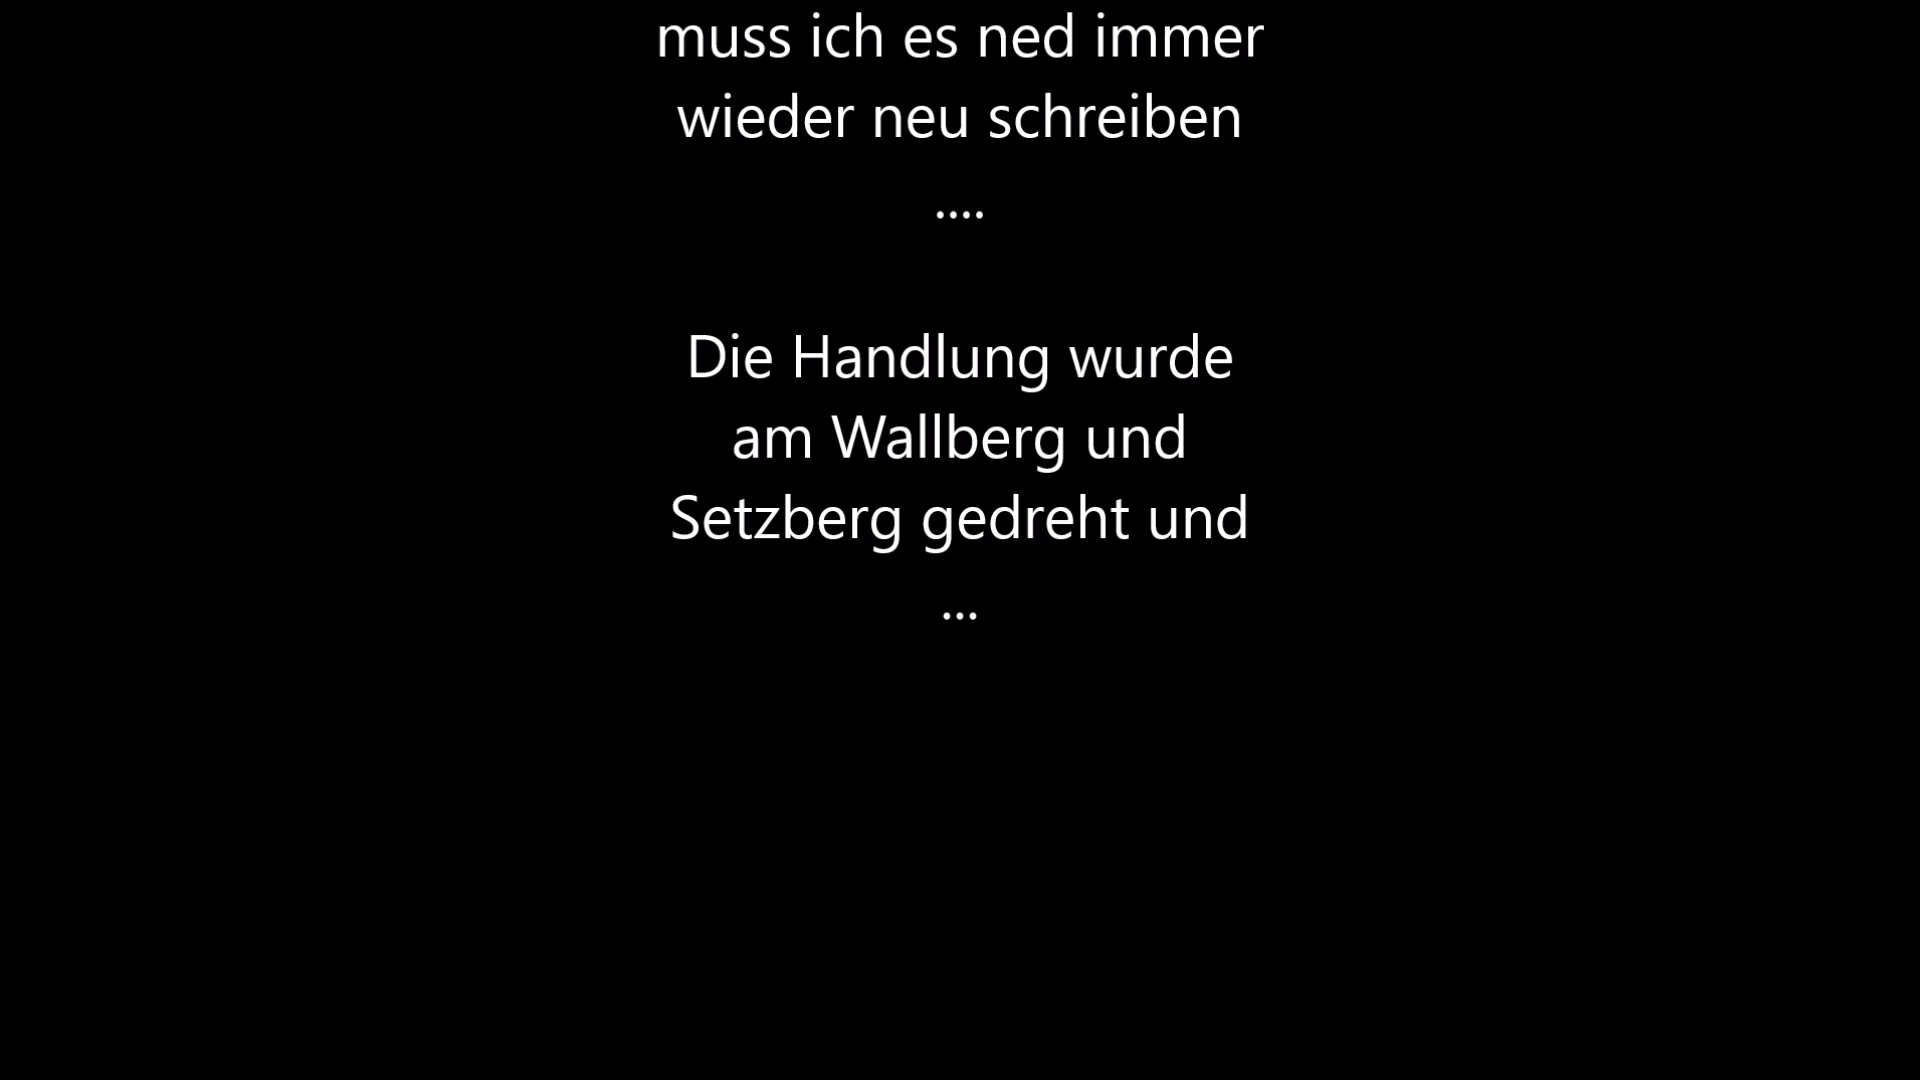 muss ich es ned immer
wieder neu schreiben
....
Die Handlung wurde
am Wallberg und
Setzberg gedreht und
...